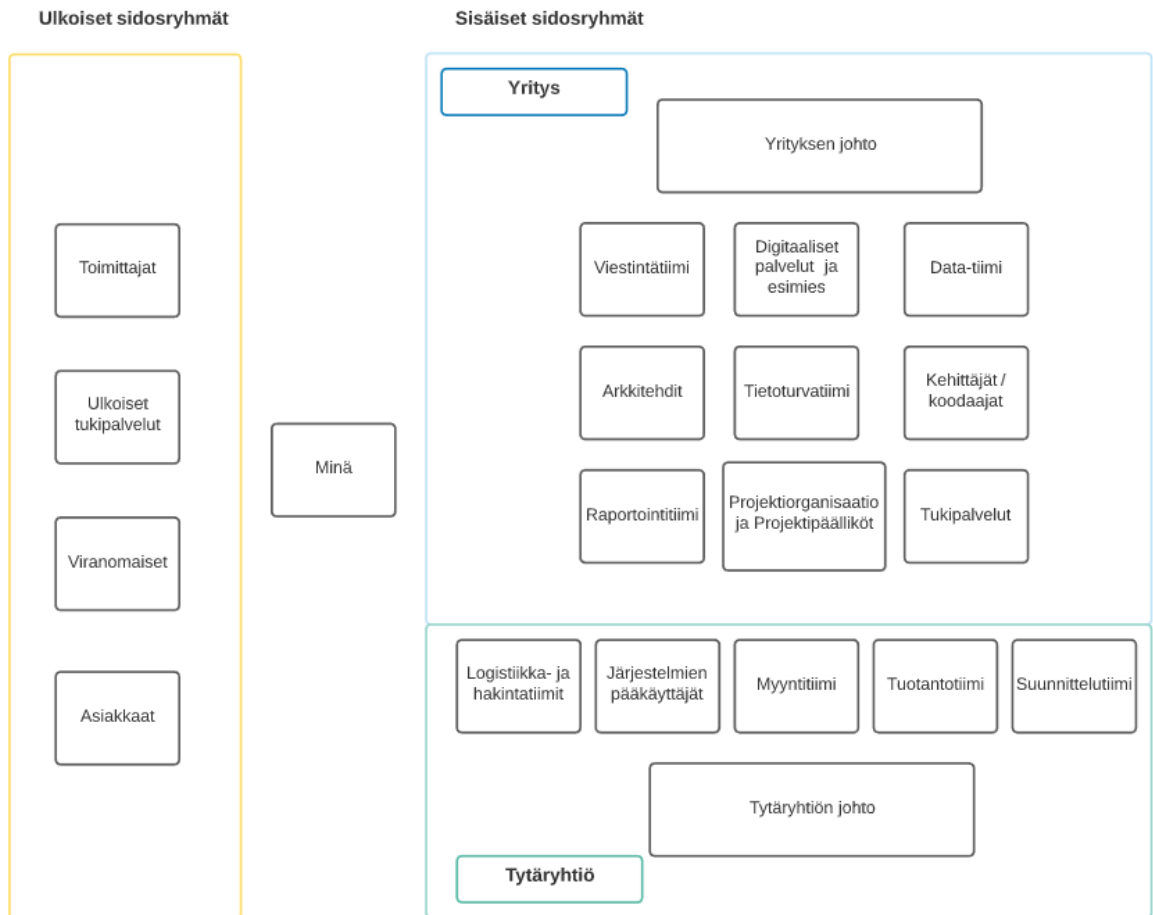 Ulkoiset sidosryhmät
Sisäiset sidosryhmät
Toimittajat
Ulkoiset
tukipalvelut
Viranomaiset
Asiakkaat
Minä
Yritys
Yrityksen johto
Viestintätiimi
Digitaaliset
palvelut ja
esimies
Data-tiimi
Arkkitehdit
Tietoturvatiimi
Kehittäjät /
koodaajat
Raportointitiimi
Projektiorganisaatio
ja Projektipäälliköt
Tukipalvelut
Logistiikka- ja
hakintatiimit
Järjestelmien
pääkäyttäjät
Myyntitiimi
Tuotantotiimi
Suunnittelutiimi
Tytäryhtiön johto
Tytäryhtiö